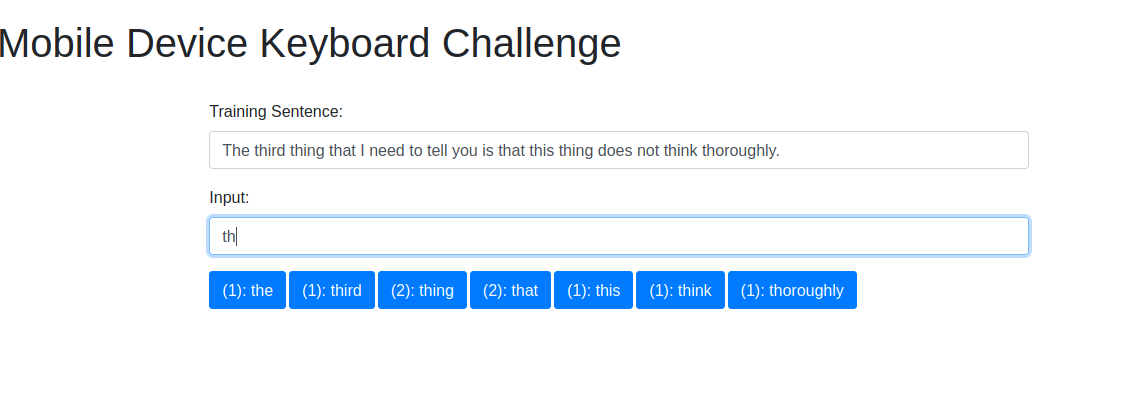 Mobile Device Keyboard Challenge
Training Sentence:
The third thing that I need to tell you is that this thing does not think thoroughly.
Input:
th
(1): the (1): third (2): thing (2): that (1): this (1): think (1): thoroughly